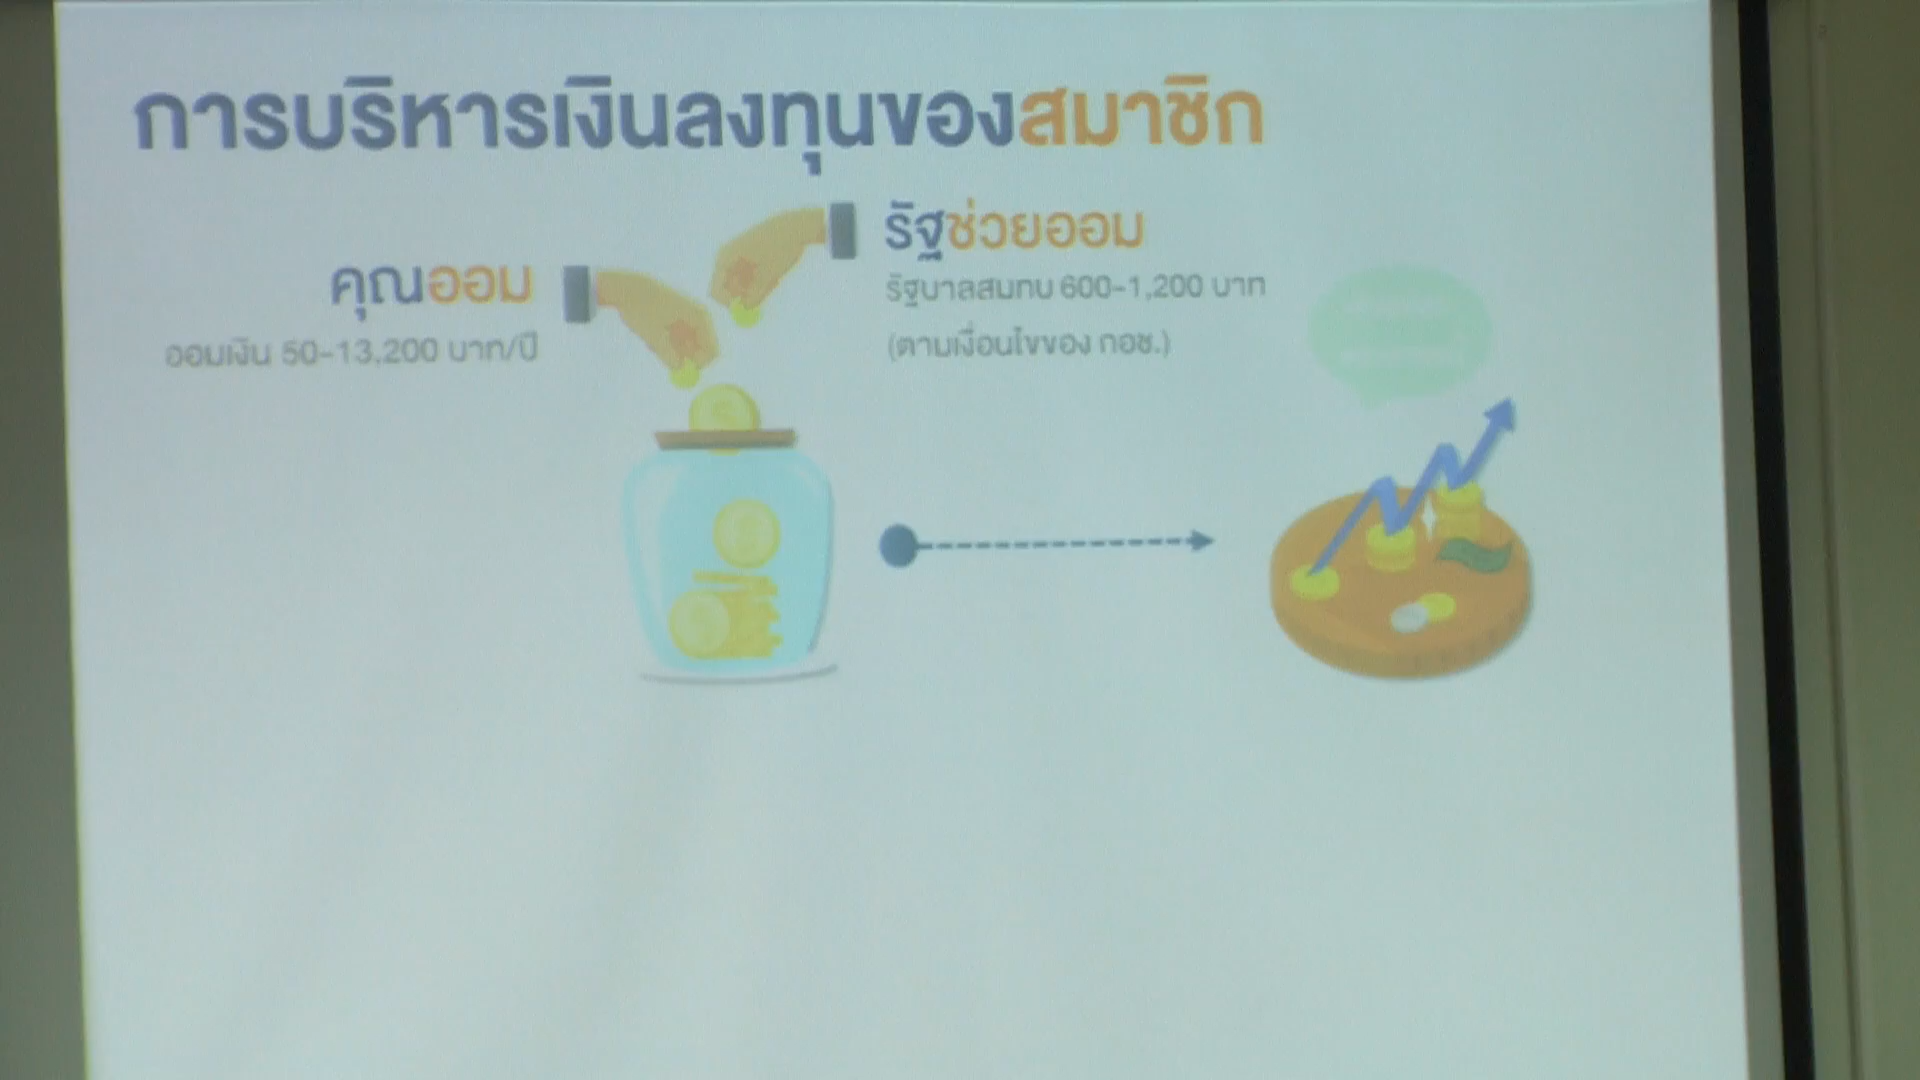 การบริหารเงินลงทุนของสมาชิก
รัฐช่วยออม
รัฐบาลสมทบ 600-1,200 บาท
(ตามเงื่อนไขของ กอช.)
คุณออม
ออมเงิน 50-13,200 บาท/ปี